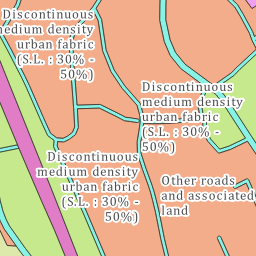 Discontinuous
medium density
urban fabric
(S.L. : 30% -
50%)
Discontinuous
medium density
urban fabric
(S.L. : 30% -
50%)
Discontinuous
medium density
urban fabric
(S.L. : 30% -
50%)
Other roads
and associated
land